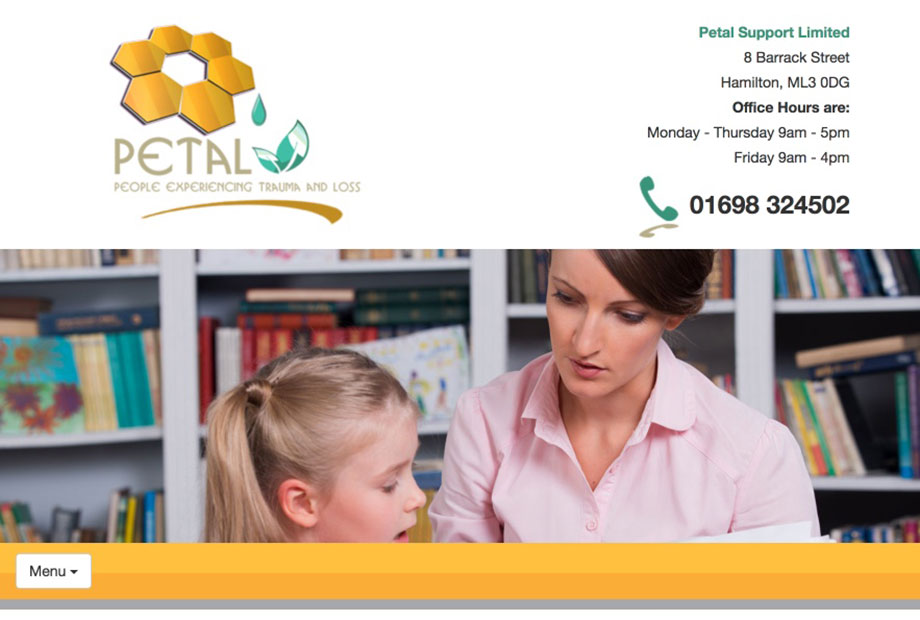 PETAL
PEOPLE EXPERIENCING TRAUMA AND LOSS
Petal Support Limited
8 Barrack Street
Hamilton, ML3 0DG
Office Hours are:
Monday - Thursday 9am - 5pm
Friday 9am - 4pm
01698 324502
Menu